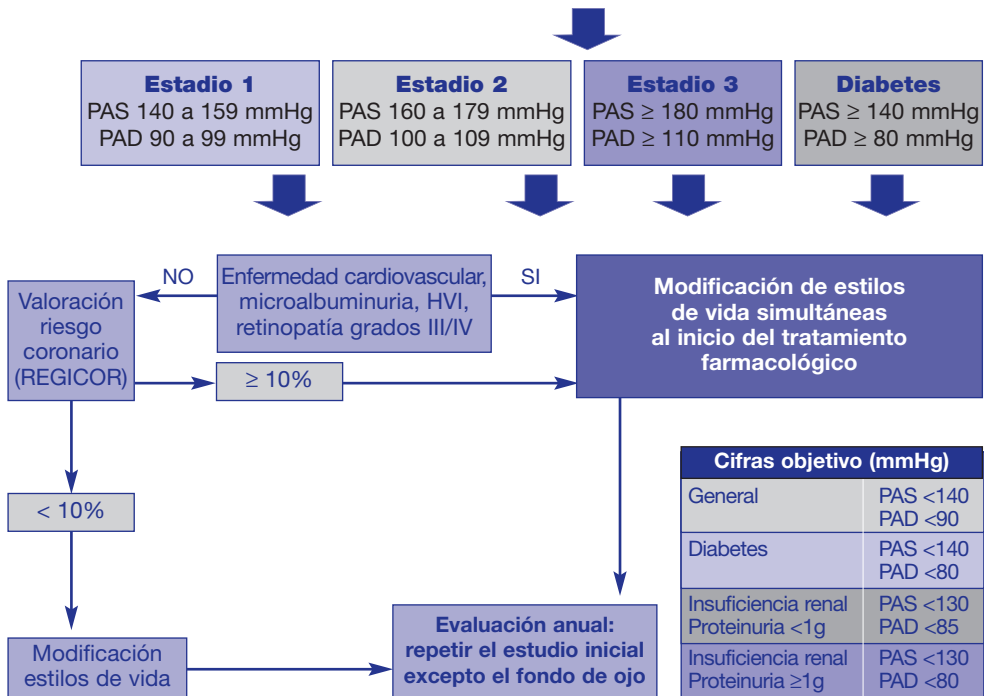 Estadio 1
PAS 140 a 159 mmHg
PAD 90 a 99 mmHg
Estadio 2
PAS 160 a 179 mmHg
PAD 100 a 109 mmHg
Estadio 3
PAS ≥ 180 mmHg
PAD ≥ 110 mmHg
Diabetes
PAS ≥ 140 mmHg
PAD ≥ 80 mmHg
NO
Enfermedad cardiovascular,
microalbuminuria, HVI,
retinopatía grados III/IV
SI
Valoración
riesgo
coronario
(REGICOR)
Modificación de estilos
de vida simultáneas
al inicio del tratamiento
farmacológico
≥ 10%
< 10%
Modificación
estilos de vida
Evaluación anual:
repetir el estudio inicial
excepto el fondo de ojo
Cifras objetivo (mmHg)
General PAS <140
PAD <90
Diabetes PAS <140
PAD <80
Insuficiencia renal PAS <130
Proteinuria <1g PAD <85
Insuficiencia renal PAS <130
Proteinuria ≥1g PAD <80